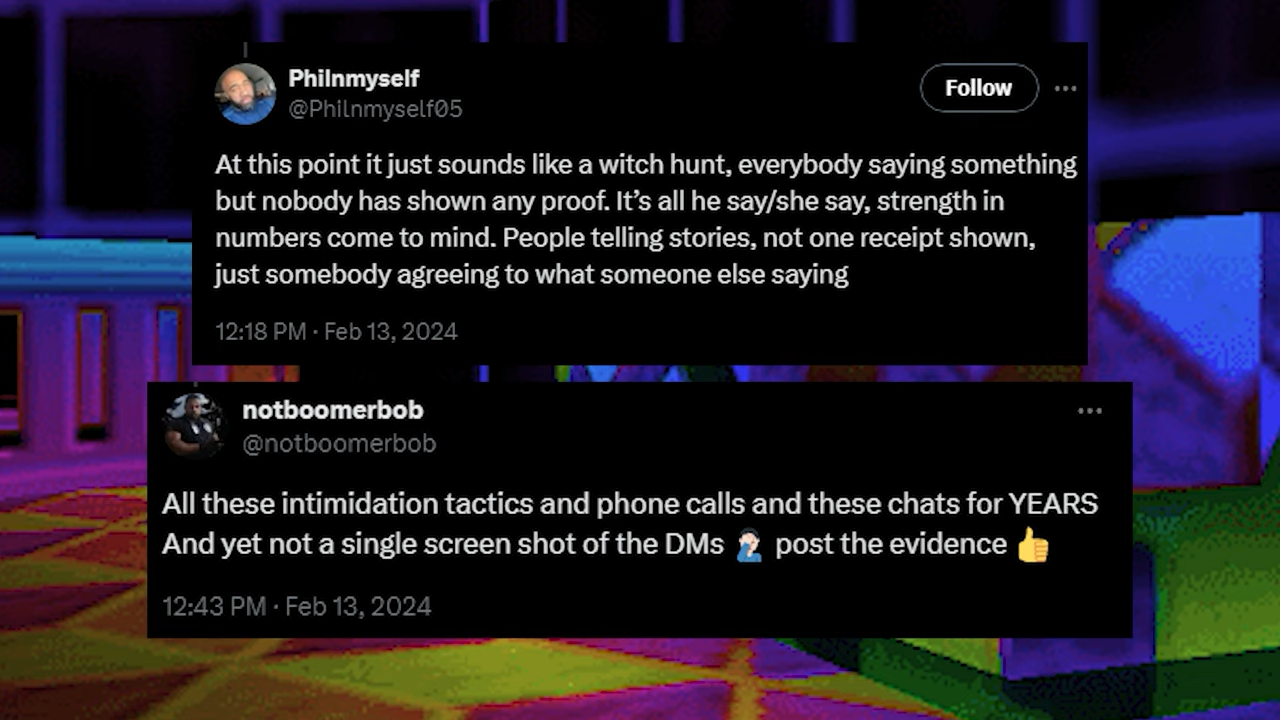 Philnmyself
@Philnmyself05
Follow
At this point it just sounds like a witch hunt, everybody saying something
but nobody has shown any proof. It’s all he say/she say, strength in
numbers come to mind. People telling stories, not one receipt shown,
just somebody agreeing to what someone else saying
12:18 PM · Feb 13, 2024
notboomerbob
@notboomerbob
All these intimidation tactics and phone calls and these chats for YEARS
And yet not a single screen shot of the DMs 🤦🏻‍♂️ post the evidence 👍
12:43 PM · Feb 13, 2024